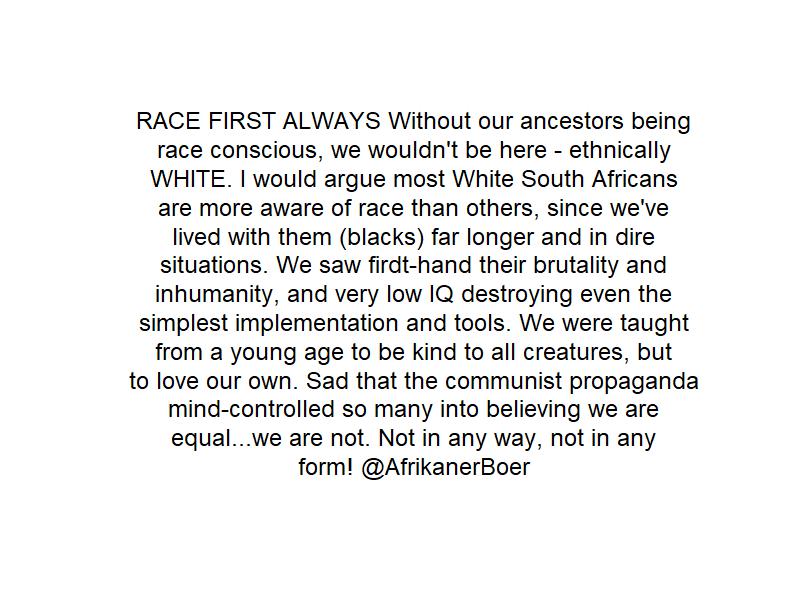 RACE FIRST ALWAYS Without our ancestors being
race conscious, we wouldn't be here - ethnically
WHITE. I would argue most White South Africans
are more aware of race than others, since we've
lived with them (blacks) far longer and in dire
situations. We saw firdt-hand their brutality and
inhumanity, and very low IQ destroying even the
simplest implementation and tools. We were taught
from a young age to be kind to all creatures, but
to love our own. Sad that the communist propaganda
mind-controlled so many into believing we are
equal...we are not. Not in any way, not in any
form! @AfrikanerBoer